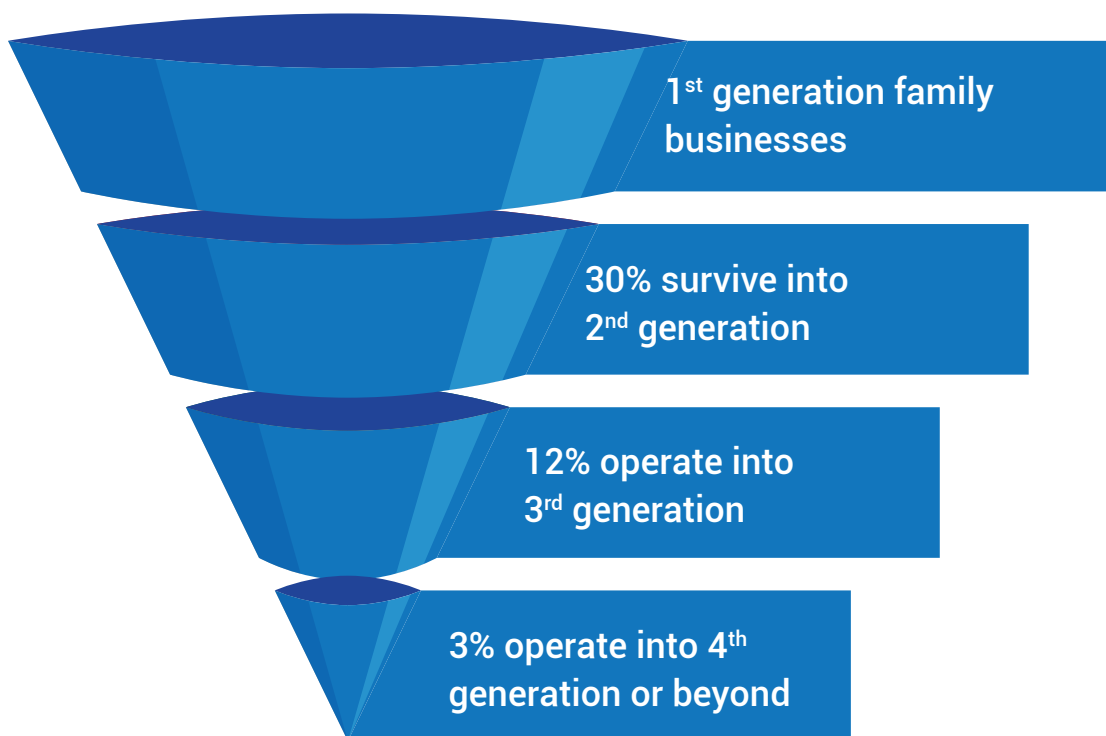 1st generation family
businesses
30% survive into
2nd generation
12% operate into
3rd generation
3% operate into 4th
generation or beyond